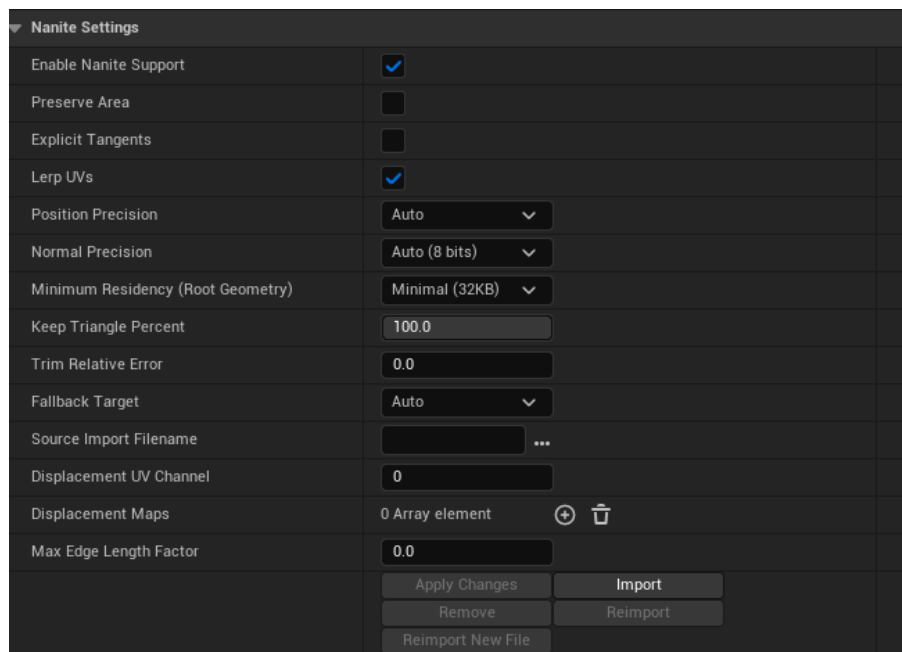 Nanite Settings
Enable Nanite Support
Preserve Area
Explicit Tangents
Lerp UVs
Position Precision Auto
Normal Precision Auto (8 bits)
Minimum Residency (Root Geometry) Minimal (32KB)
Keep Triangle Percent 100.0
Trim Relative Error 0.0
Fallback Target Auto
Source Import Filename
Displacement UV Channel 0
Displacement Maps 0 Array element
Max Edge Length Factor 0.0
Apply Changes Import
Remove Reimport
Reimport New File